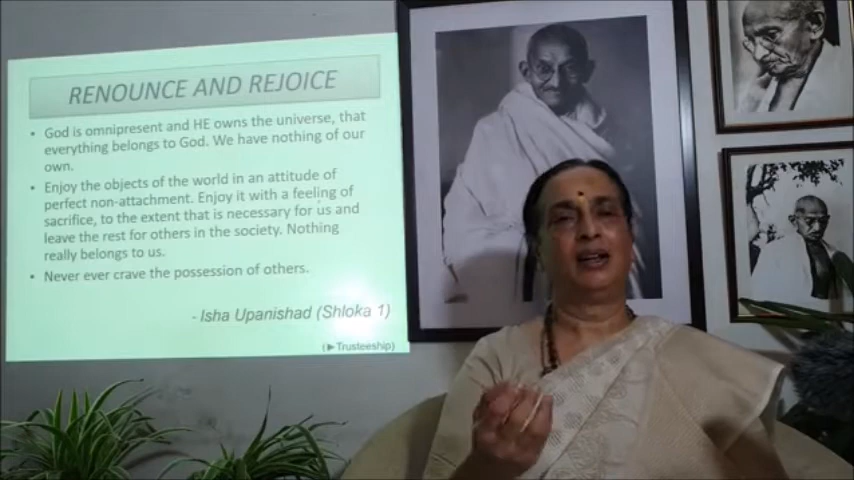 RENOUNCE AND REJOICE
• God is omnipresent and HE owns the universe, that
everything belongs to God. We have nothing of our
own.
• Enjoy the objects of the world in an attitude of
perfect non-attachment. Enjoy it with a feeling of
sacrifice, to the extent that is necessary for us and
leave the rest for others in the society. Nothing
really belongs to us.
• Never ever crave the possession of others.
- Isha Upanishad (Shloka 1)
(►Trusteeship)